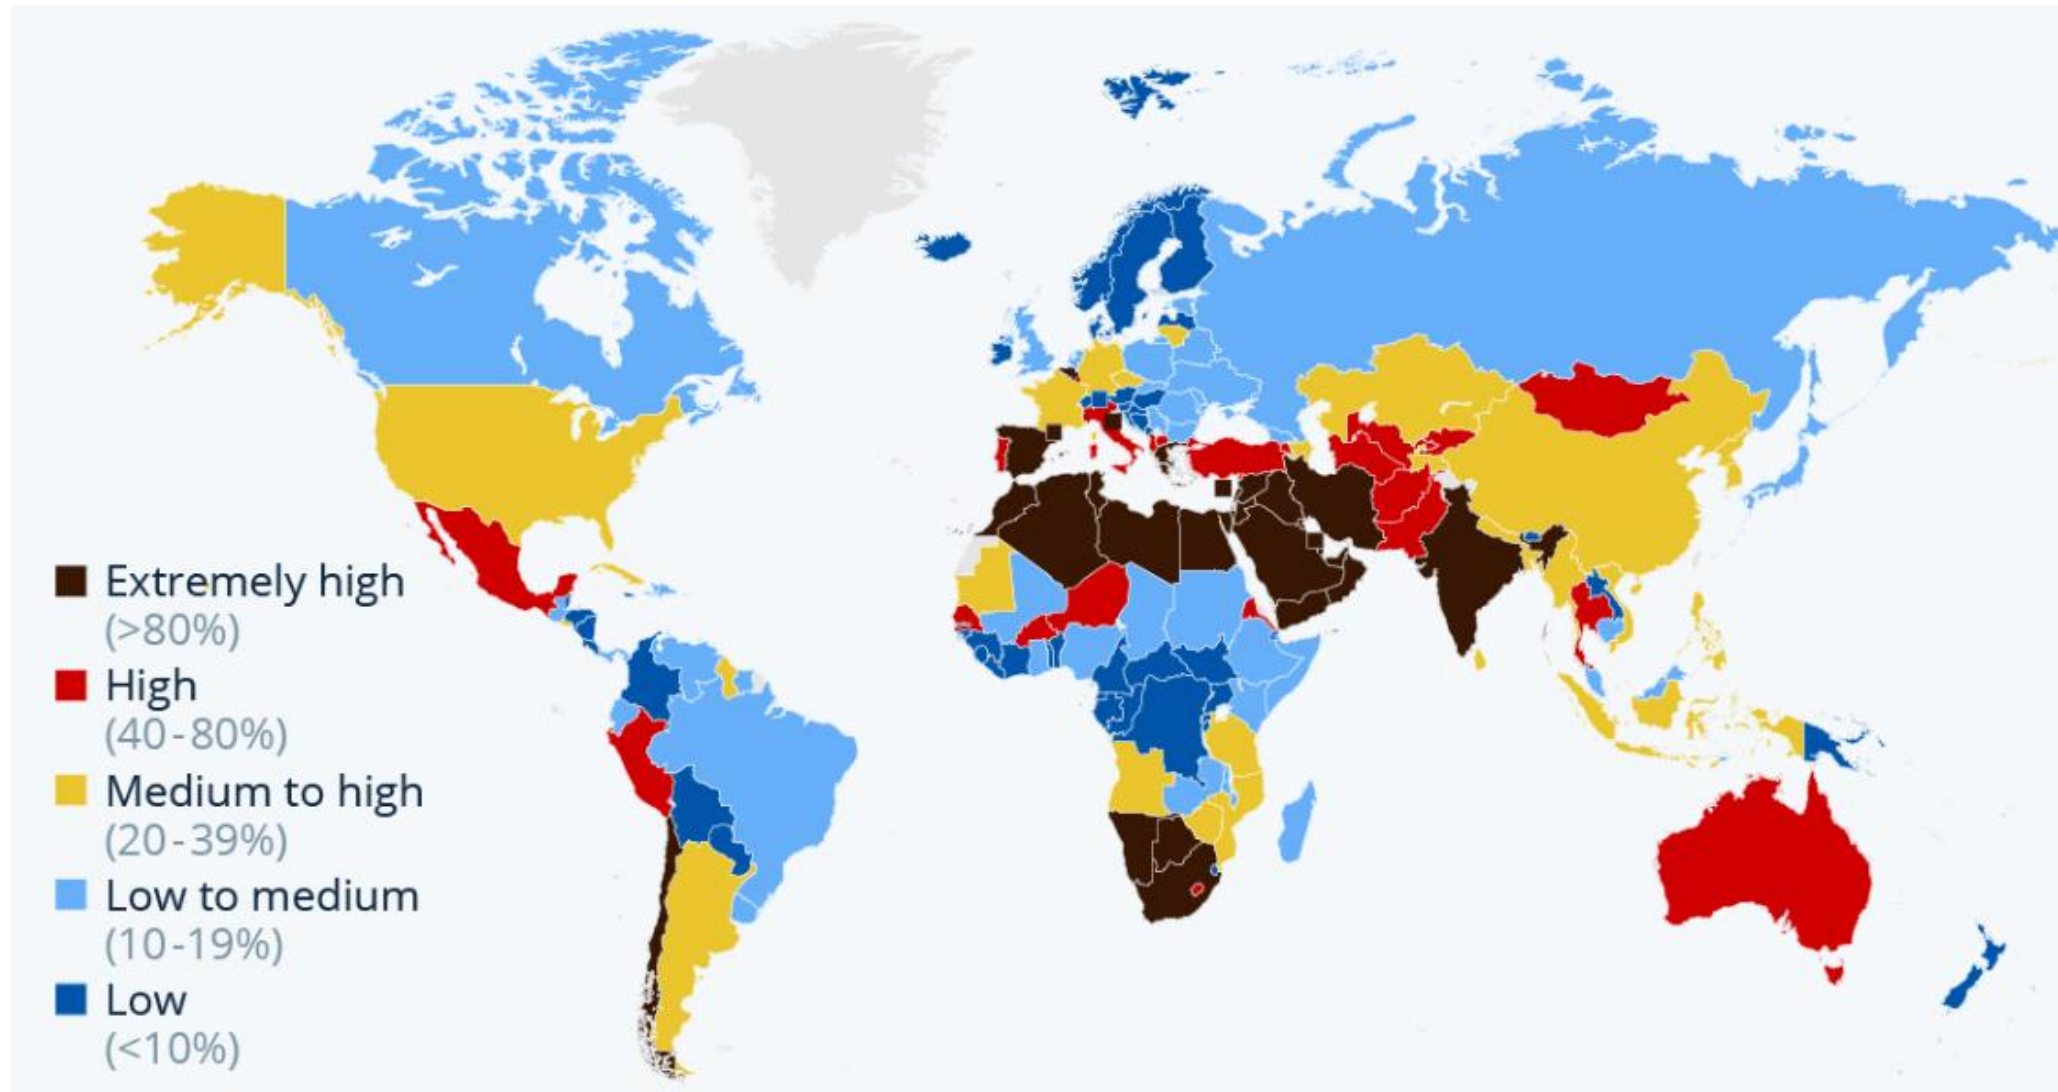 Extremely high
(>80%)
High
(40-80%)
Medium to high
(20-39%)
Low to medium
(10-19%)
Low
(<10%)